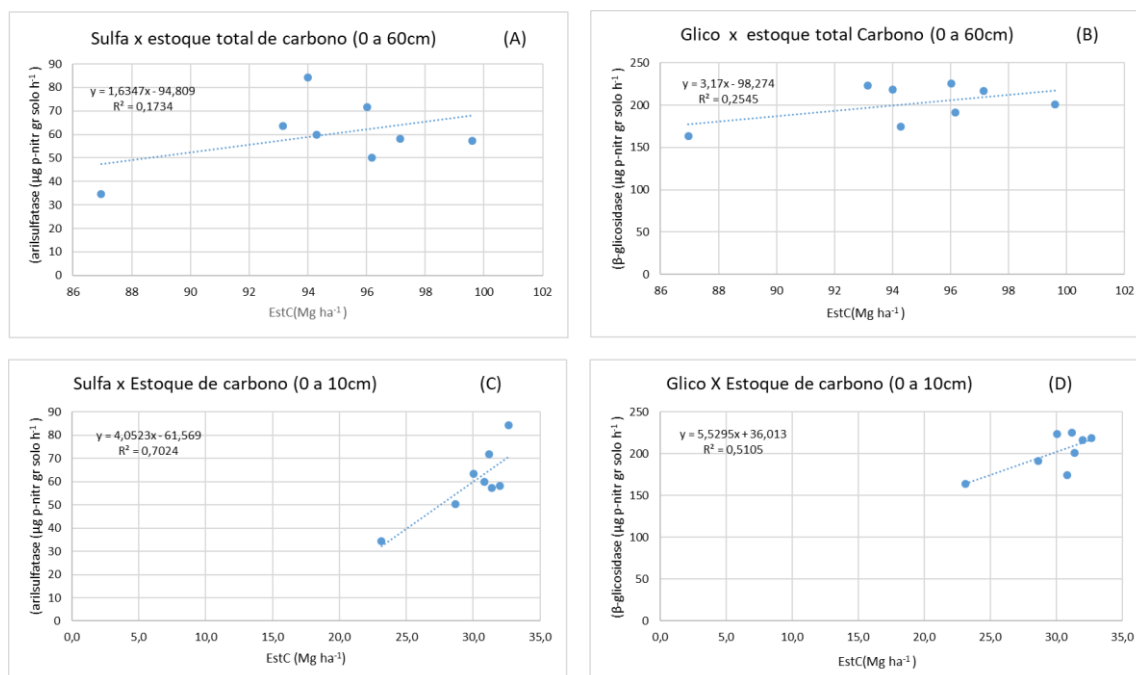 Sulfa x estoque total de carbono (0 a 60cm) (A)
y = 1,6347x - 94,809
R² = 0,1734
(arilsulfatase (µg p-nitr gr solo h⁻¹ )
90
80
70
60
50
40
30
20
10
0
86 88 90 92 94 96 98 100 102
EstC(Mg ha⁻¹)
Glico x estoque total Carbono (0 a 60cm) (B)
y = 3,17x - 98,274
R² = 0,2545
(β-glicosidase (µg p-nitr gr solo h⁻¹)
250
200
150
100
50
0
86 88 90 92 94 96 98 100 102
EstC(Mg ha⁻¹)
Sulfa x Estoque de carbono (0 a 10cm) (C)
y = 4,0523x - 61,569
R² = 0,7024
(arilsulfatase (µg p-nitr gr solo h⁻¹ )
90
80
70
60
50
40
30
20
10
0
0,0 5,0 10,0 15,0 20,0 25,0 30,0 35,0
EstC (Mg ha⁻¹)
Glico X Estoque de carbono (0 a 10cm) (D)
y = 5,5295x + 36,013
R² = 0,5105
(β-glicosidase (µg p-nitr gr solo h⁻¹)
250
200
150
100
50
0
0,0 5,0 10,0 15,0 20,0 25,0 30,0 35,0
EstC(Mg ha⁻¹)